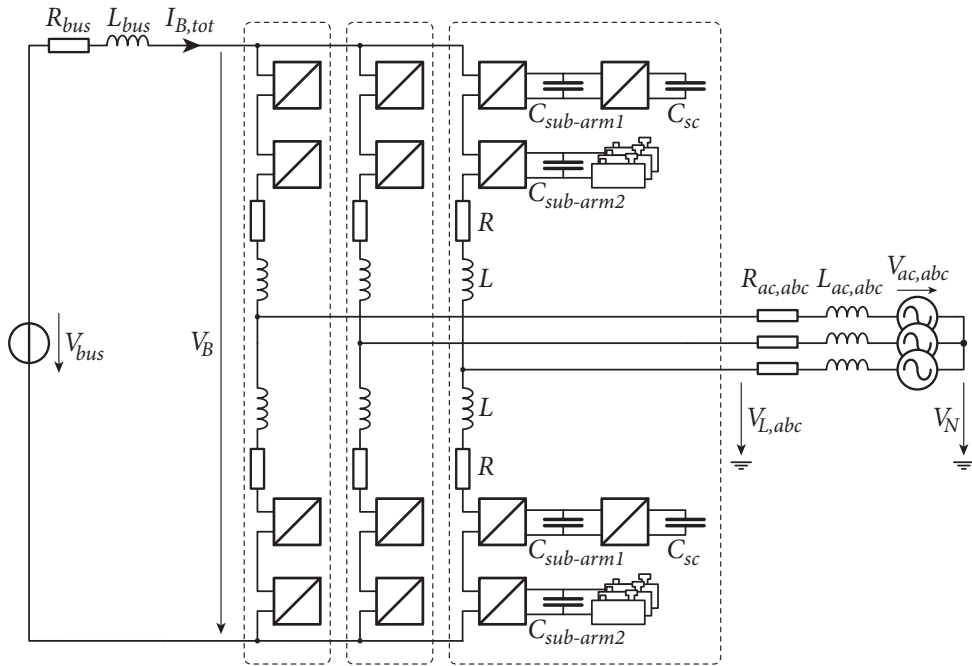 R_bus L_bus I_B,tot
C_sub-arm1 C_sc
C_sub-arm2
R
L
R_ac,abc L_ac,abc V_ac,abc
V_bus
V_B
L
V_L,abc
V_N
R
C_sub-arm1 C_sc
C_sub-arm2